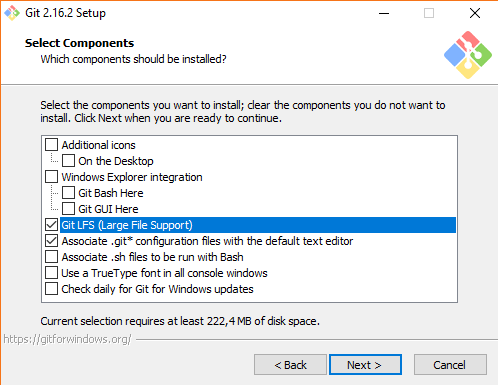 Git 2.16.2 Setup
Select Components
Which components should be installed?
Select the components you want to install; clear the components you do not want to
install. Click Next when you are ready to continue.
Additional icons
On the Desktop
Windows Explorer integration
Git Bash Here
Git GUI Here
Git LFS (Large File Support)
Associate .git* configuration files with the default text editor
Associate .sh files to be run with Bash
Use a TrueType font in all console windows
Check daily for Git for Windows updates
Current selection requires at least 222,4 MB of disk space.
https://gitforwindows.org/
< Back
Next >
Cancel